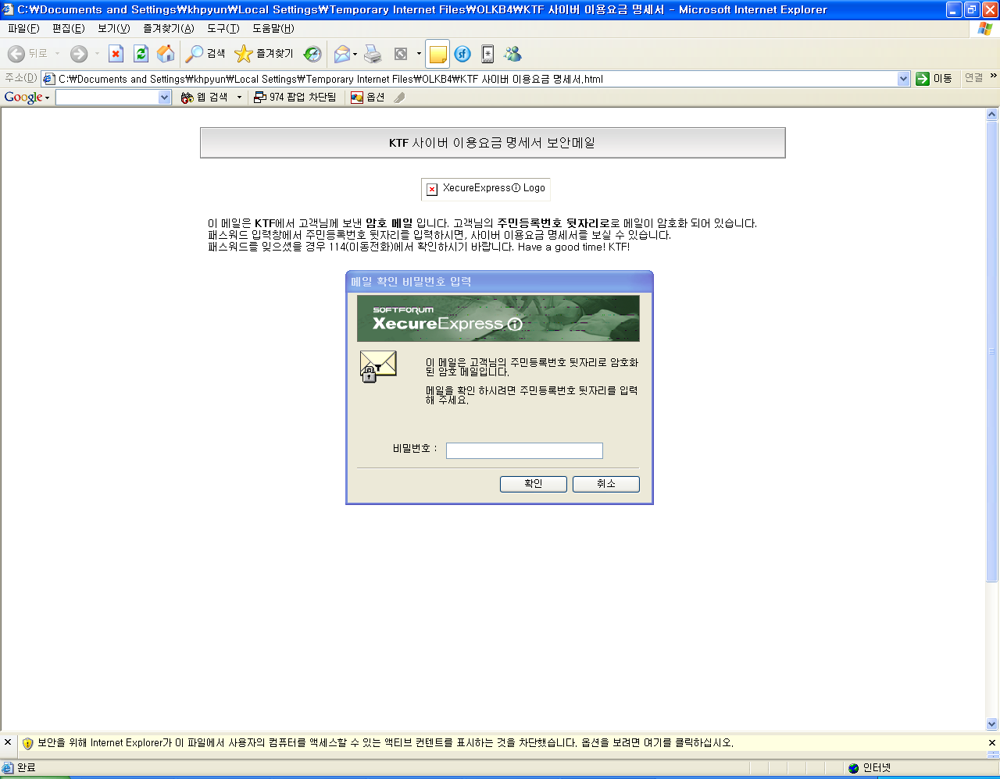 C:₩Documents and Settings₩khpyun₩Local Settings₩Temporary Internet Files₩OLKB4₩KTF 사이버 이용요금 명세서 - Microsoft Internet Explorer
파일(F) 편집(E) 보기(V) 즐겨찾기(A) 도구(T) 도움말(H)
뒤로 검색 즐겨찾기
주소(D) C:₩Documents and Settings₩khpyun₩Local Settings₩Temporary Internet Files₩OLKB4₩KTF 사이버 이용요금 명세서.html 이동 연결 »
Google 웹 검색 974 팝업 차단됨 옵션
KTF 사이버 이용요금 명세서 보안메일
XecureExpressⓘ Logo
이 메일은 KTF에서 고객님께 보낸 암호 메일 입니다. 고객님의 주민등록번호 뒷자리로로 메일이 암호화 되어 있습니다.
패스워드 입력창에서 주민등록번호 뒷자리를 입력하시면, 사이버 이용요금 명세서를 보실 수 있습니다.
패스워드를 잊으셨을 경우 114(이동전화)에서 확인하시기 바랍니다. Have a good time! KTF!
메일 확인 비밀번호 입력
SOFTFORUM
XecureExpress ⓘ
이 메일은 고객님의 주민등록번호 뒷자리로 암호화
된 암호 메일입니다.
메일을 확인 하시려면 주민등록번호 뒷자리를 입력
해 주세요.
비밀번호 :
확인 취소
보안을 위해 Internet Explorer가 이 파일에서 사용자의 컴퓨터를 액세스할 수 있는 액티브 컨텐트를 표시하는 것을 차단했습니다. 옵션을 보려면 여기를 클릭하십시오.
완료 인터넷